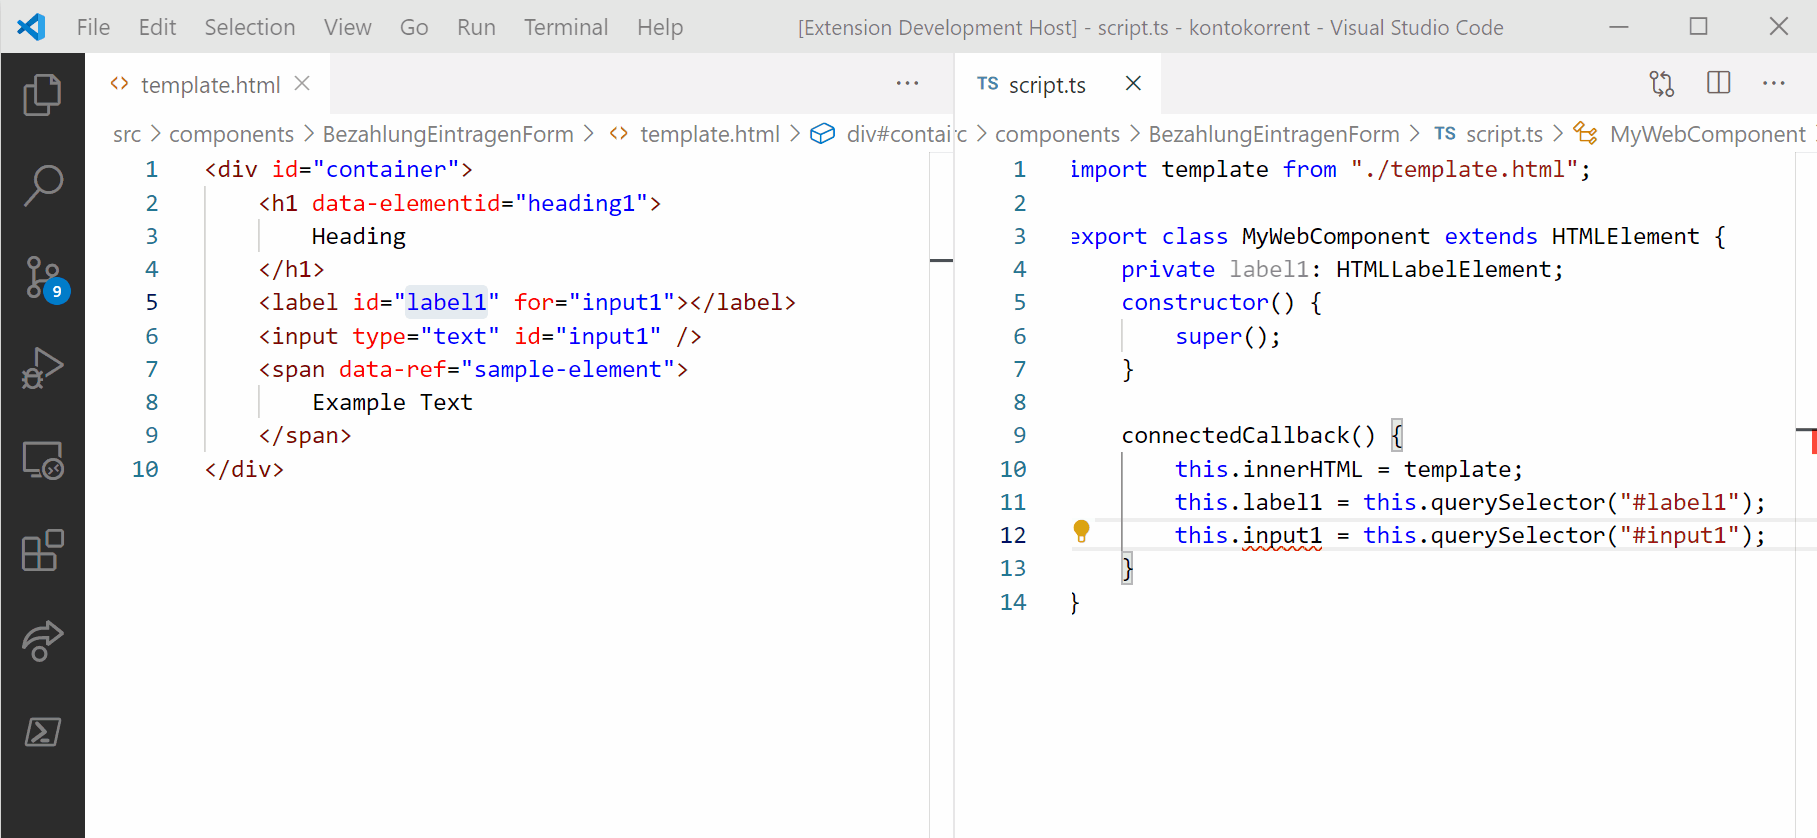 File Edit Selection View Go Run Terminal Help [Extension Development Host] - script.ts - kontokorrent - Visual Studio Code
template.html
src > components > BezahlungEintragenForm > template.html > div#contai
1 <div id="container">
2 <h1 data-elementid="heading1">
3 Heading
4 </h1>
5 <label id="label1" for="input1"></label>
6 <input type="text" id="input1" />
7 <span data-ref="sample-element">
8 Example Text
9 </span>
10 </div>
9
TS script.ts
rc > components > BezahlungEintragenForm > TS script.ts > MyWebComponent
1 import template from "./template.html";
2
3 export class MyWebComponent extends HTMLElement {
4 private label1: HTMLLabelElement;
5 constructor() {
6 super();
7 }
8
9 connectedCallback() {
10 this.innerHTML = template;
11 this.label1 = this.querySelector("#label1");
12 this.input1 = this.querySelector("#input1");
13 }
14 }